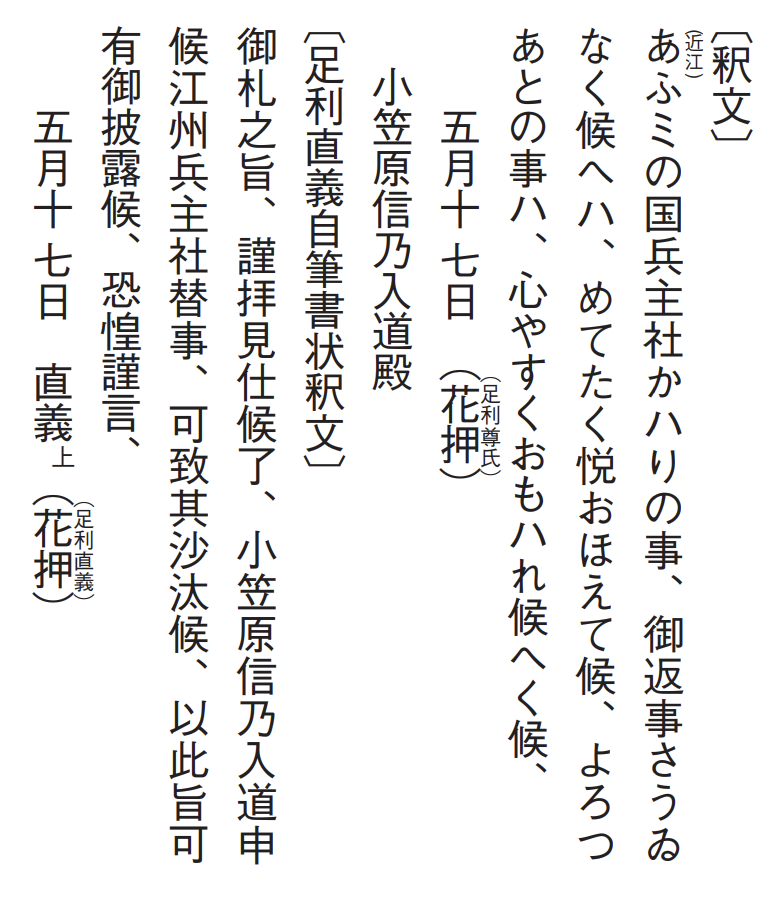 〔釈文〕
あふミの国兵主社かハりの事、御返事さうゐ
(近江)
なく候へハ、めてたく悦おほえて候、よろつ
あとの事ハ、心やすくおもハれ候へく候、
五月十七日 (花押)
(足利尊氏)
小笠原信乃入道殿
〔足利直義自筆書状釈文〕
御札之旨、謹拝見仕候了、小笠原信乃入道申
候江州兵主社替事、可致其沙汰候、以此旨可
有御披露候、恐惶謹言、
五月十七日 直義上 (花押)
(足利直義)